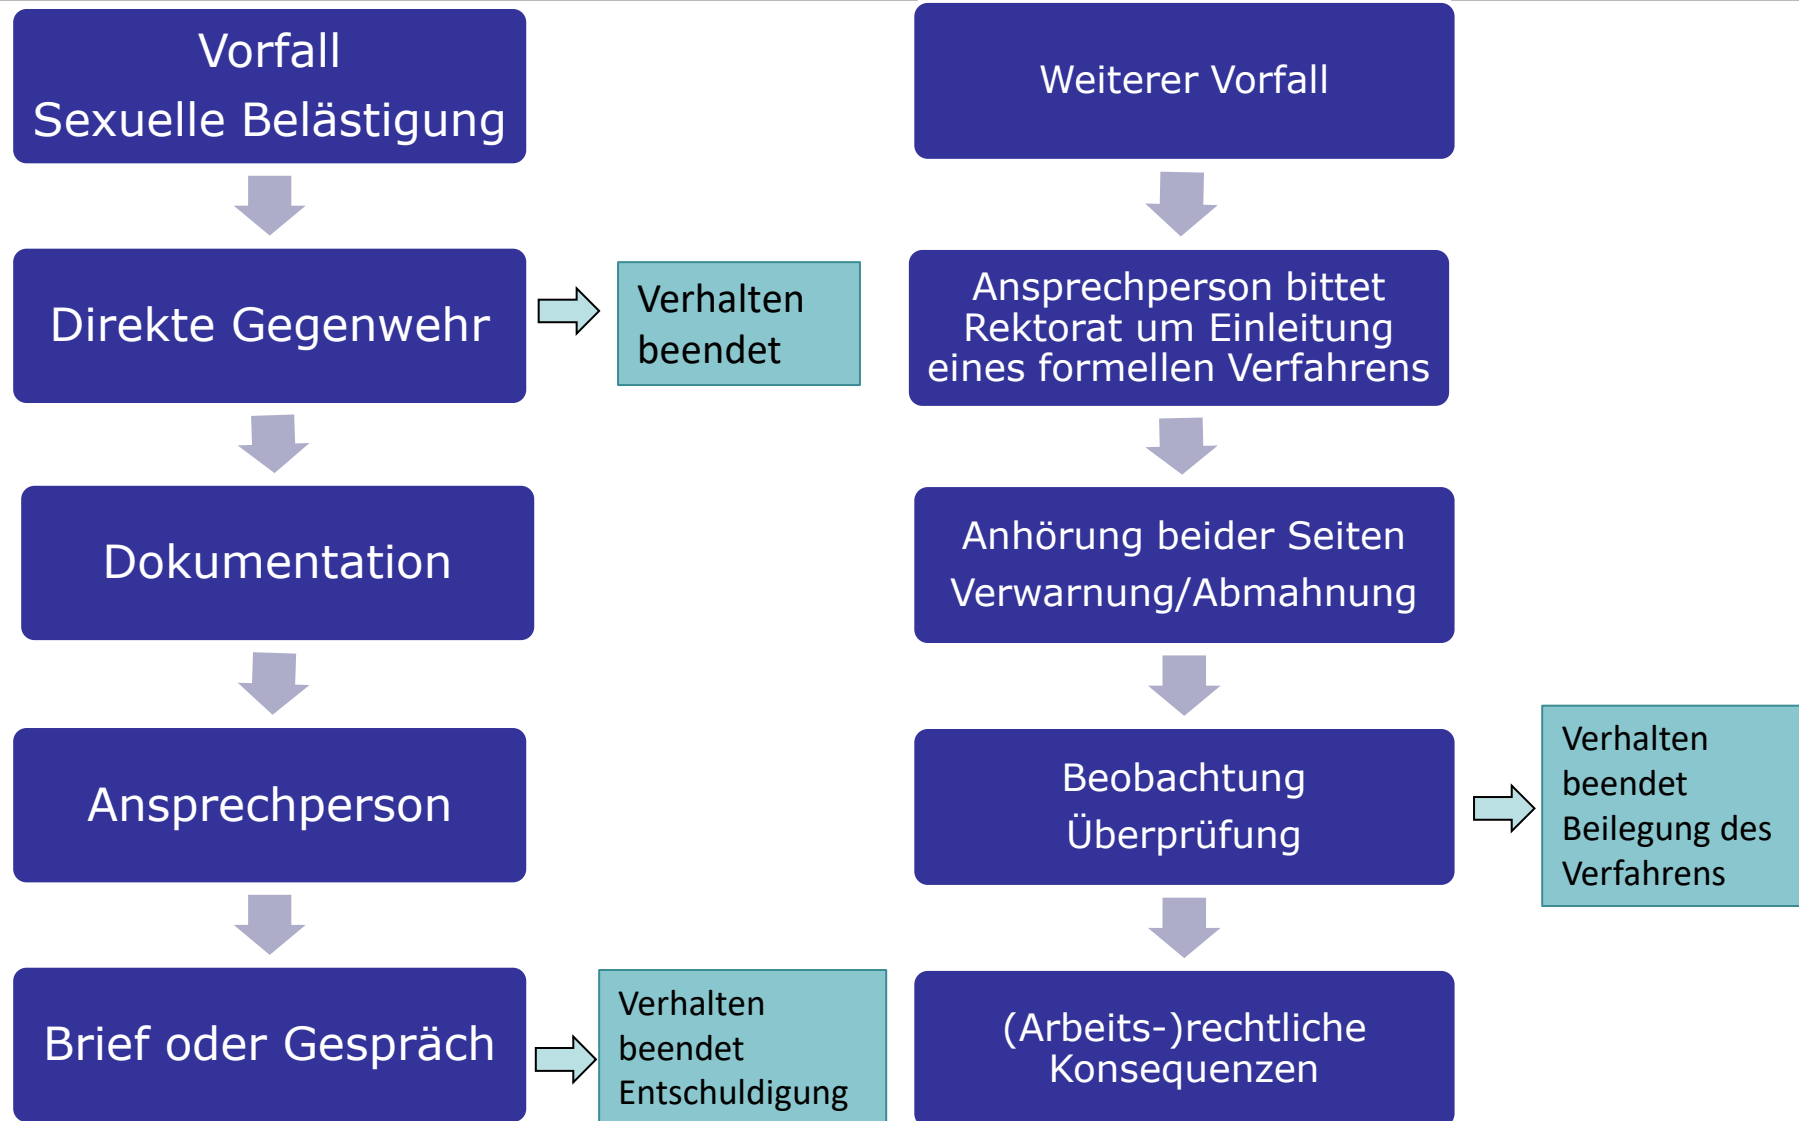 Vorfall
Sexuelle Belästigung
Direkte Gegenwehr
Verhalten
beendet
Dokumentation
Ansprechperson
Brief oder Gespräch
Verhalten
beendet
Entschuldigung
Weiterer Vorfall
Ansprechperson bittet
Rektorat um Einleitung
eines formellen Verfahrens
Anhörung beider Seiten
Verwarnung/Abmahnung
Beobachtung
Überprüfung
Verhalten
beendet
Beilegung des
Verfahrens
(Arbeits-)rechtliche
Konsequenzen